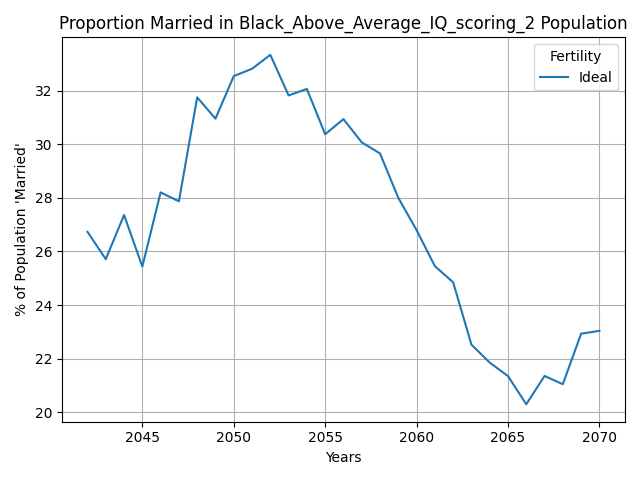 Proportion Married in Black_Above_Average_IQ_scoring_2 Population
Fertility
Ideal
% of Population 'Married'
32
30
28
26
24
22
20
2045
2050
2055
2060
2065
2070
Years